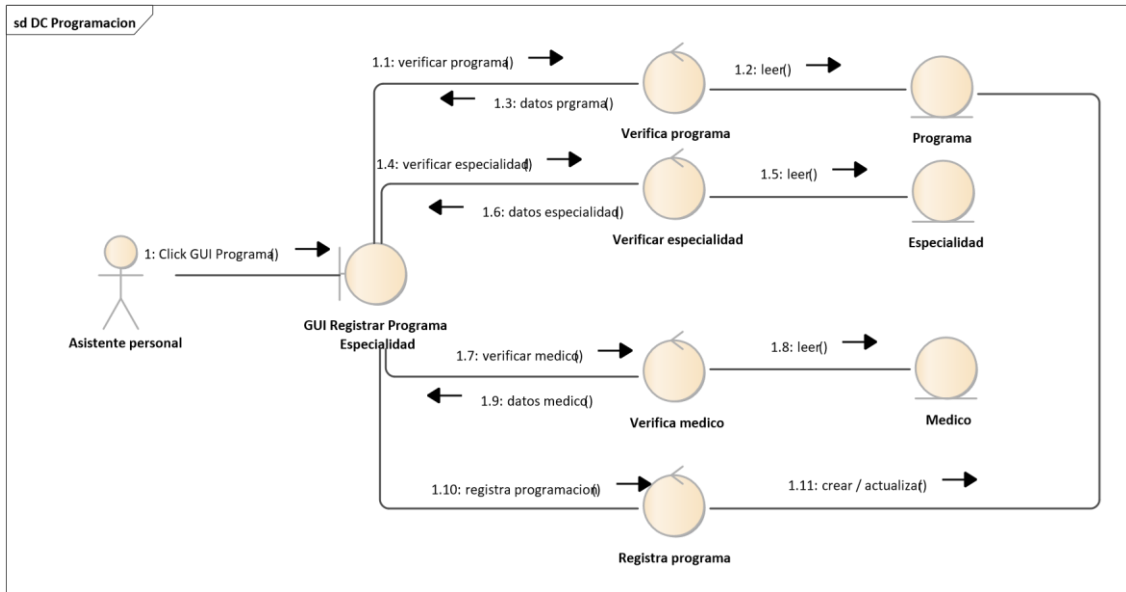 sd DC Programacion
1.1: verificar programa()
1.2: leer()
1.3: datos prgrama()
Verifica programa
Programa
1.4: verificar especialidad()
1.5: leer()
1.6: datos especialidad()
Verificar especialidad
Especialidad
1: Click GUI Programa()
Asistente personal
GUI Registrar Programa
Especialidad
1.7: verificar medico()
1.8: leer()
1.9: datos medico()
Verifica medico
Medico
1.10: registra programacion()
1.11: crear / actualizar()
Registra programa